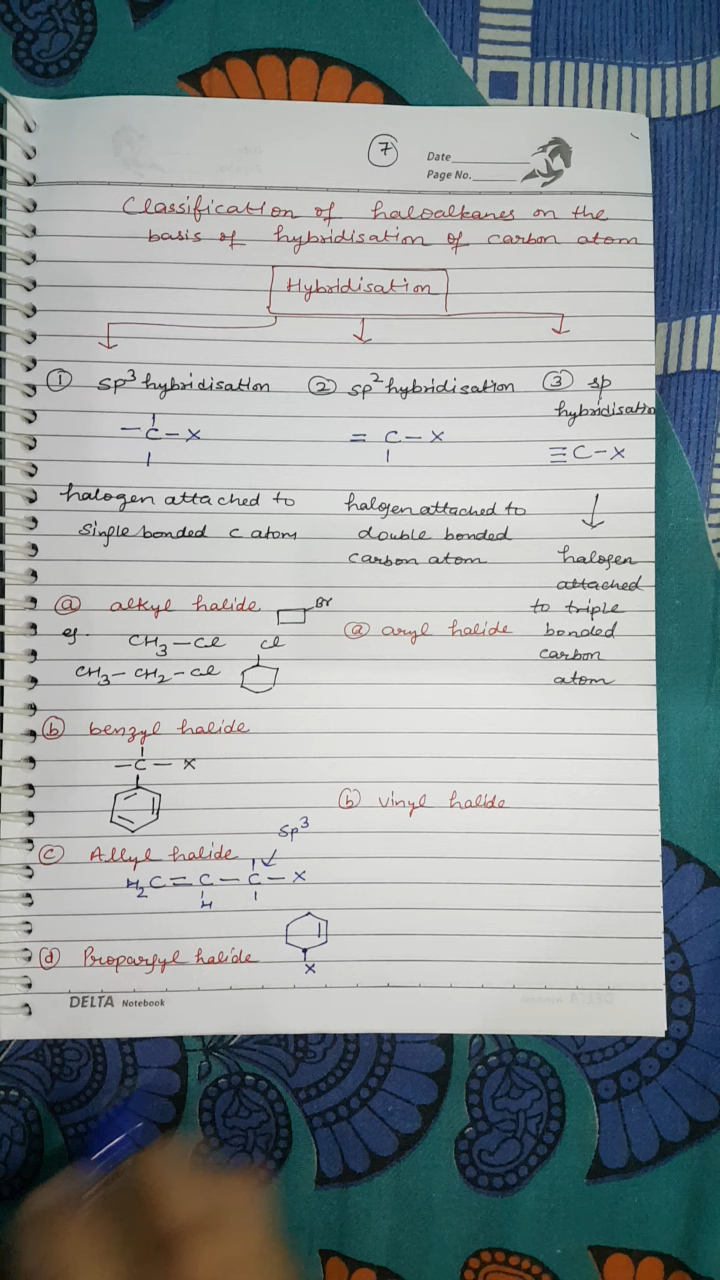 7
Date
Page No.
Classification of haloalkanes on the
basis of hybridisation of carbon atom
Hybridisation
① sp³ hybridisation
-C-X
halogen attached to
single bonded c atom
② sp² hybridisation
= C-X
halogen attached to
double bonded
carbon atom
③ sp
hybridisatio
≡C-X
halogen
attached
to triple
bonded
carbon
atom
ⓐ alkyl halide
Br
eg. CH₃-Cl
Cl
CH₃-CH₂-Cl
ⓐ aryl halide
ⓑ benzyl halide
-C-X
ⓑ vinyl halide
Sp³
ⓒ Allyl halide
H₂C=C-C-X
H
ⓓ Propargyl halide
X
DELTA Notebook